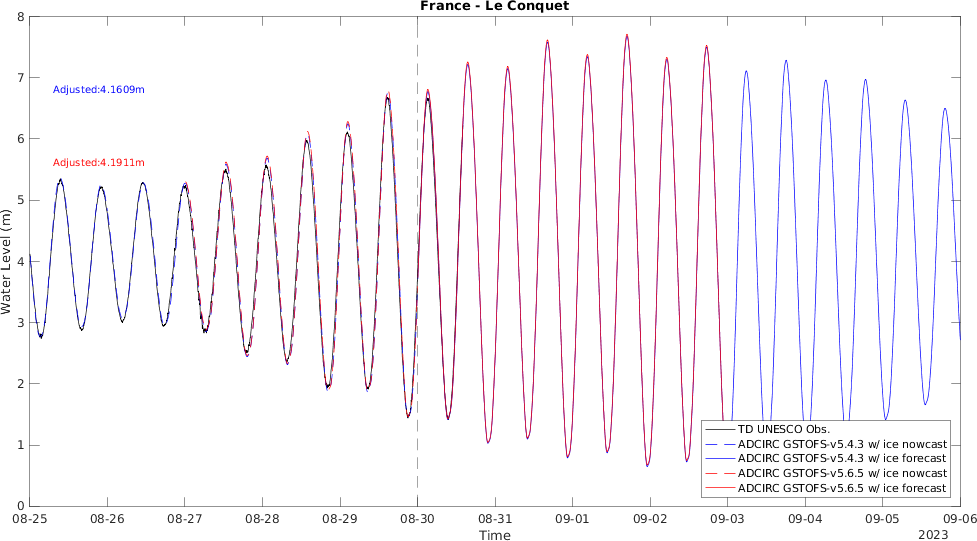 France - Le Conquet
8
7
6
5
4
3
2
1
0
Water Level (m)
Adjusted:4.1609m
Adjusted:4.1911m
TD UNESCO Obs.
ADCIRC GSTOFS-v5.4.3 w/ ice nowcast
ADCIRC GSTOFS-v5.4.3 w/ ice forecast
ADCIRC GSTOFS-v5.6.5 w/ ice nowcast
ADCIRC GSTOFS-v5.6.5 w/ ice forecast
08-25 08-26 08-27 08-28 08-29 08-30 08-31 09-01 09-02 09-03 09-04 09-05 09-06
Time
2023